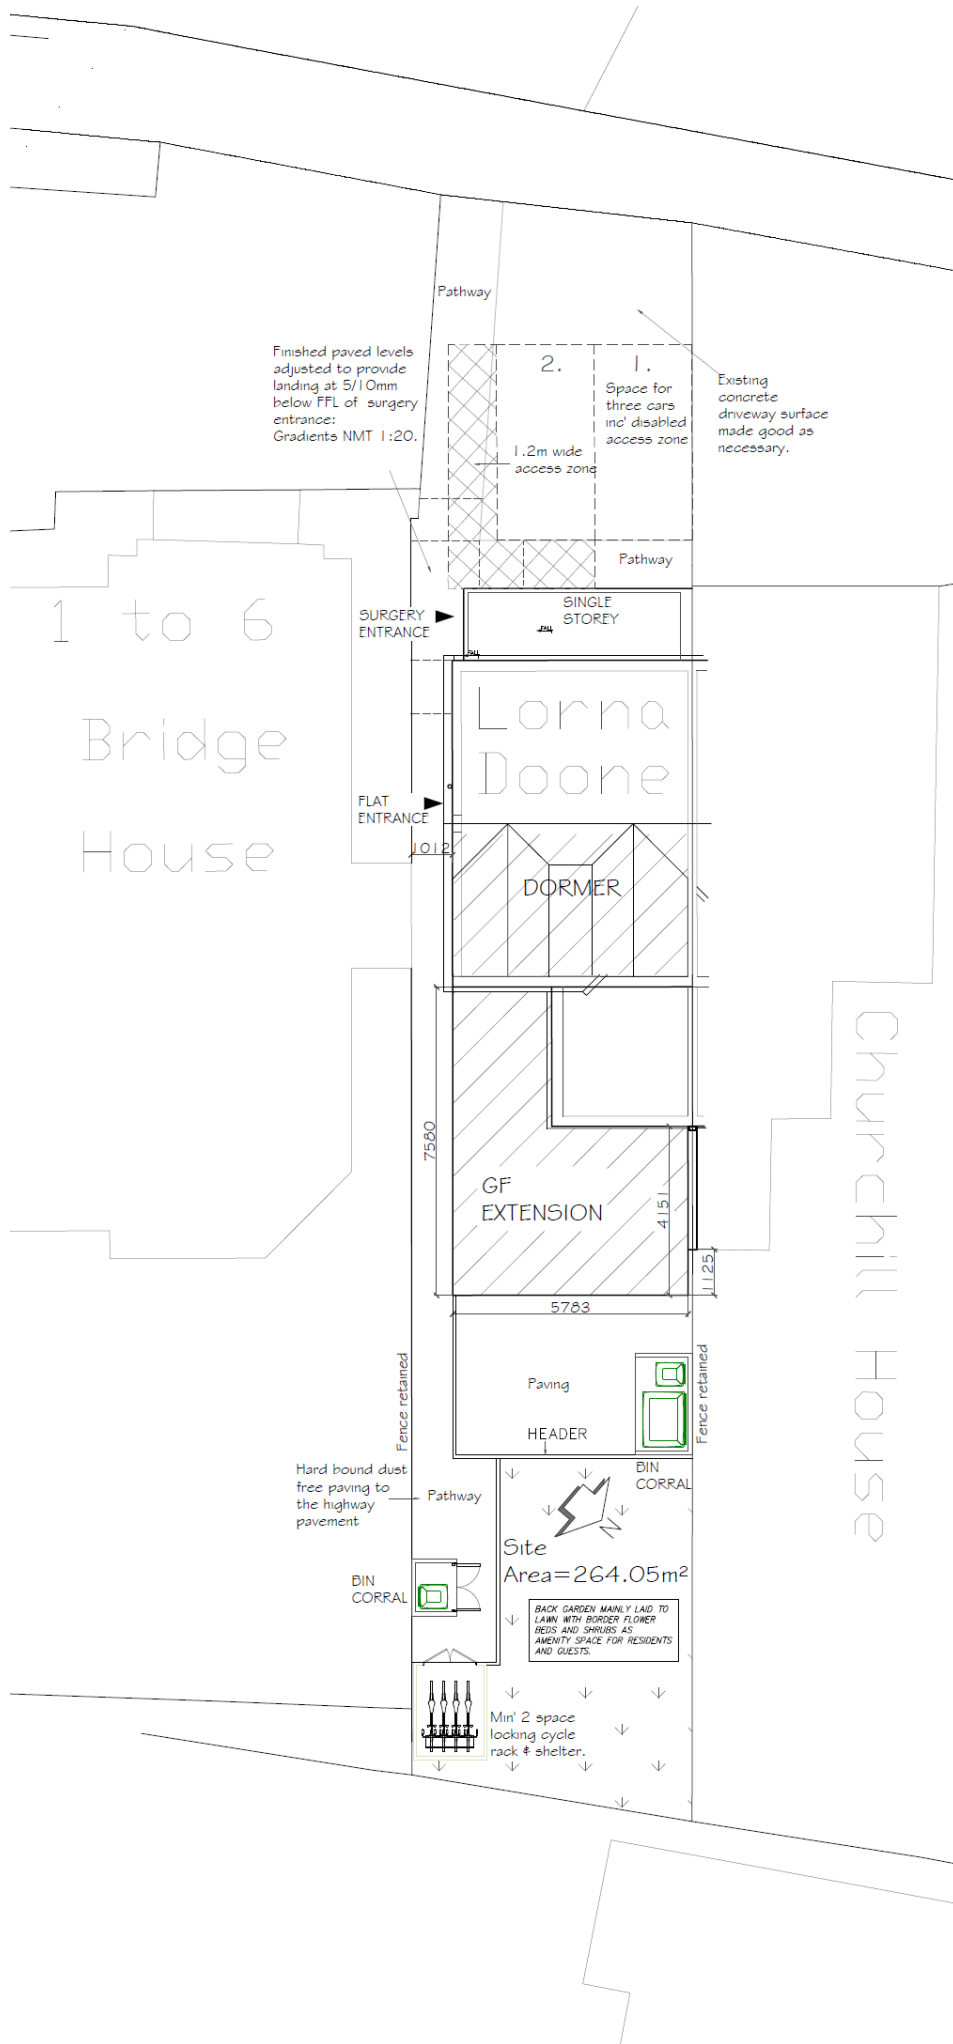 Pathway
Finished paved levels
adjusted to provide
landing at 5/10mm
below FFL of surgery
entrance:
Gradients NMT 1:20.
2.
1.
Space for
three cars
inc' disabled
access zone
1.2m wide
access zone
Existing
concrete
driveway surface
made good as
necessary.
Pathway
1 to 6
Bridge
House
SURGERY
ENTRANCE
SINGLE
STOREY
FALL
FALL
Lorna
Doone
FLAT
ENTRANCE
1012
DORMER
Churchill House
7580
GF
EXTENSION
4151
1125
5783
Fence retained
Paving
Fence retained
HEADER
BIN
CORRAL
Hard bound dust
free paving to
the highway
pavement
Pathway
N
Site
Area=264.05m²
BIN
CORRAL
BACK GARDEN MAINLY LAID TO
LAWN WITH BORDER FLOWER
BEDS AND SHRUBS AS
AMENITY SPACE FOR RESIDENTS
AND GUESTS.
Min' 2 space
locking cycle
rack & shelter.